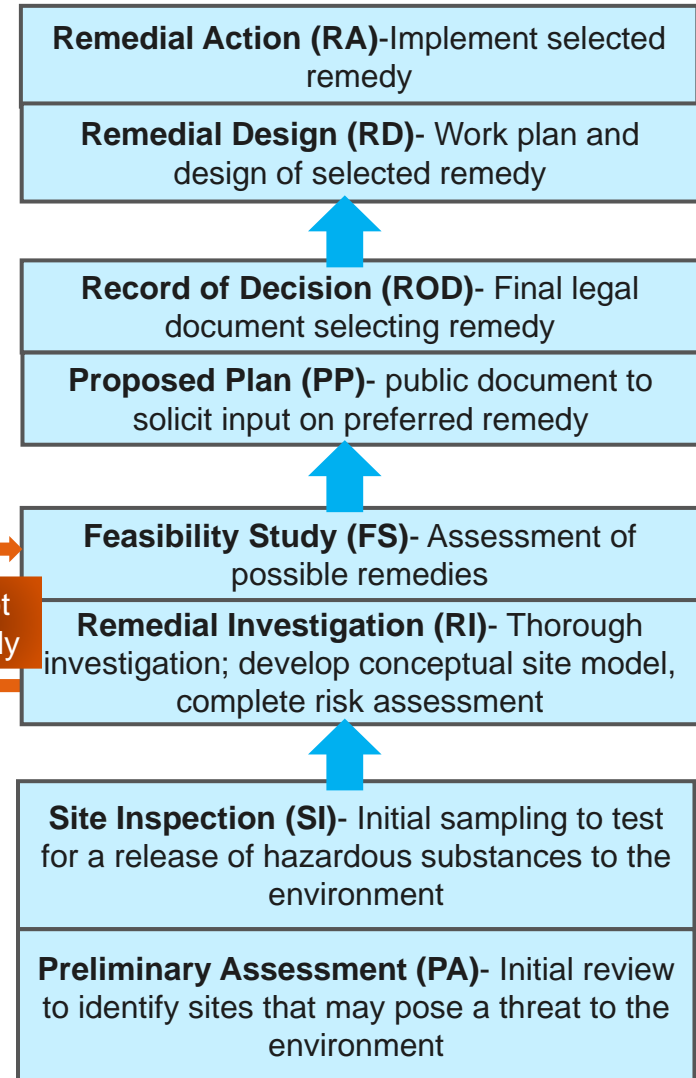 Remedial Action (RA)-Implement selected
remedy
Remedial Design (RD)- Work plan and
design of selected remedy
Record of Decision (ROD)- Final legal
document selecting remedy
Proposed Plan (PP)- public document to
solicit input on preferred remedy
Feasibility Study (FS)- Assessment of
possible remedies
Remedial Investigation (RI)- Thorough
investigation; develop conceptual site model,
complete risk assessment
Site Inspection (SI)- Initial sampling to test
for a release of hazardous substances to the
environment
Preliminary Assessment (PA)- Initial review
to identify sites that may pose a threat to the
environment